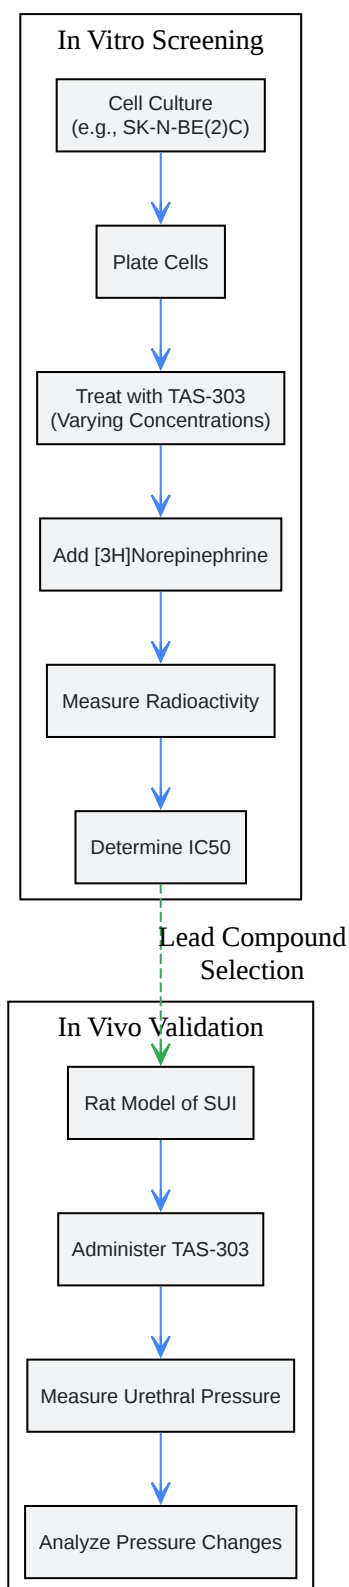 In Vitro Screening
Cell Culture
(e.g., SK-N-BE(2)C)
Plate Cells
Treat with TAS-303
(Varying Concentrations)
Add [3H]Norepinephrine
Measure Radioactivity
Determine IC50
Lead Compound
Selection
In Vivo Validation
Rat Model of SUI
Administer TAS-303
Measure Urethral Pressure
Analyze Pressure Changes